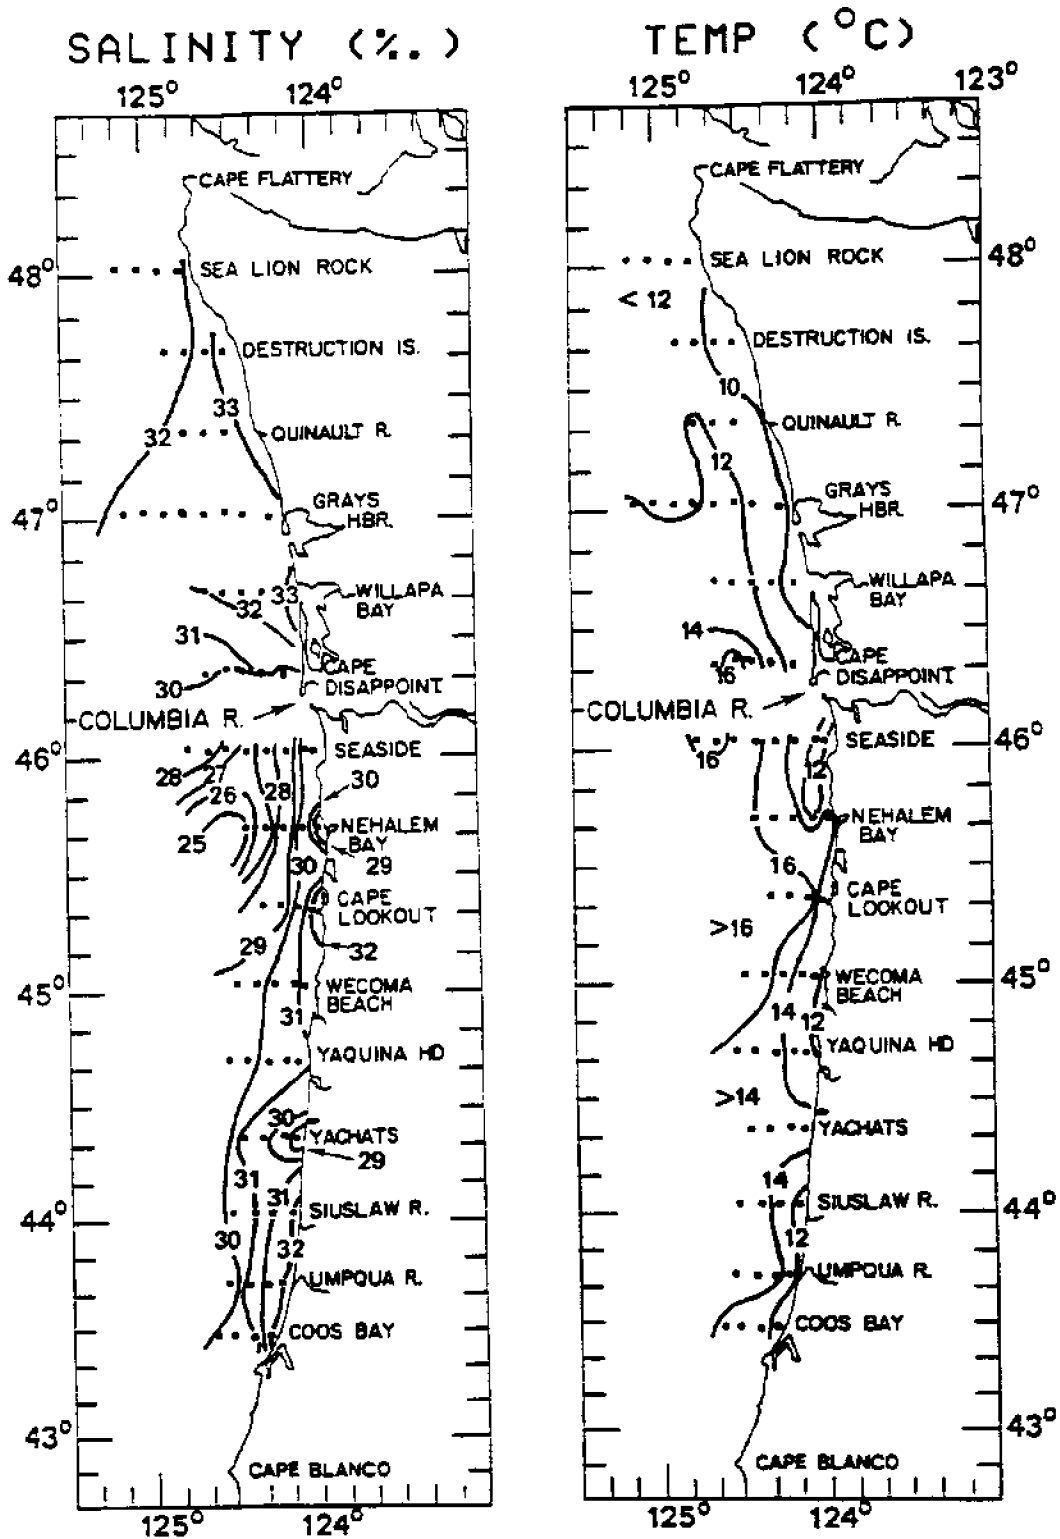 SALINITY (‰)
125° 124°
CAPE FLATTERY
48°
SEA LION ROCK
DESTRUCTION IS.
33
32
QUINAULT R.
47°
GRAYS
HBR.
33
WILLAPA
BAY
32
31
CAPE
DISAPPOINT.
30
COLUMBIA R.
46°
SEASIDE
28
27
30
26
28
25
NEHALEM
BAY
29
30
CAPE
LOOKOUT
29
32
45°
WECOMA
BEACH
31
YAQUINA HD
30
YACHATS
29
31
31
SIUSLAW R.
44°
30
32
UMPQUA R.
COOS BAY
43°
CAPE BLANCO
125° 124°
TEMP (°C)
125° 124° 123°
CAPE FLATTERY
SEA LION ROCK
48°
< 12
DESTRUCTION IS.
10
QUINAULT R.
12
GRAYS
HBR.
47°
WILLAPA
BAY
14
CAPE
16
DISAPPOINT.
COLUMBIA R.
SEASIDE
46°
16
12
NEHALEM
BAY
16
CAPE
LOOKOUT
>16
WECOMA
BEACH
45°
14
12
YAQUINA HD
>14
YACHATS
14
SIUSLAW R.
44°
12
UMPQUA R.
COOS BAY
43°
CAPE BLANCO
125° 124°